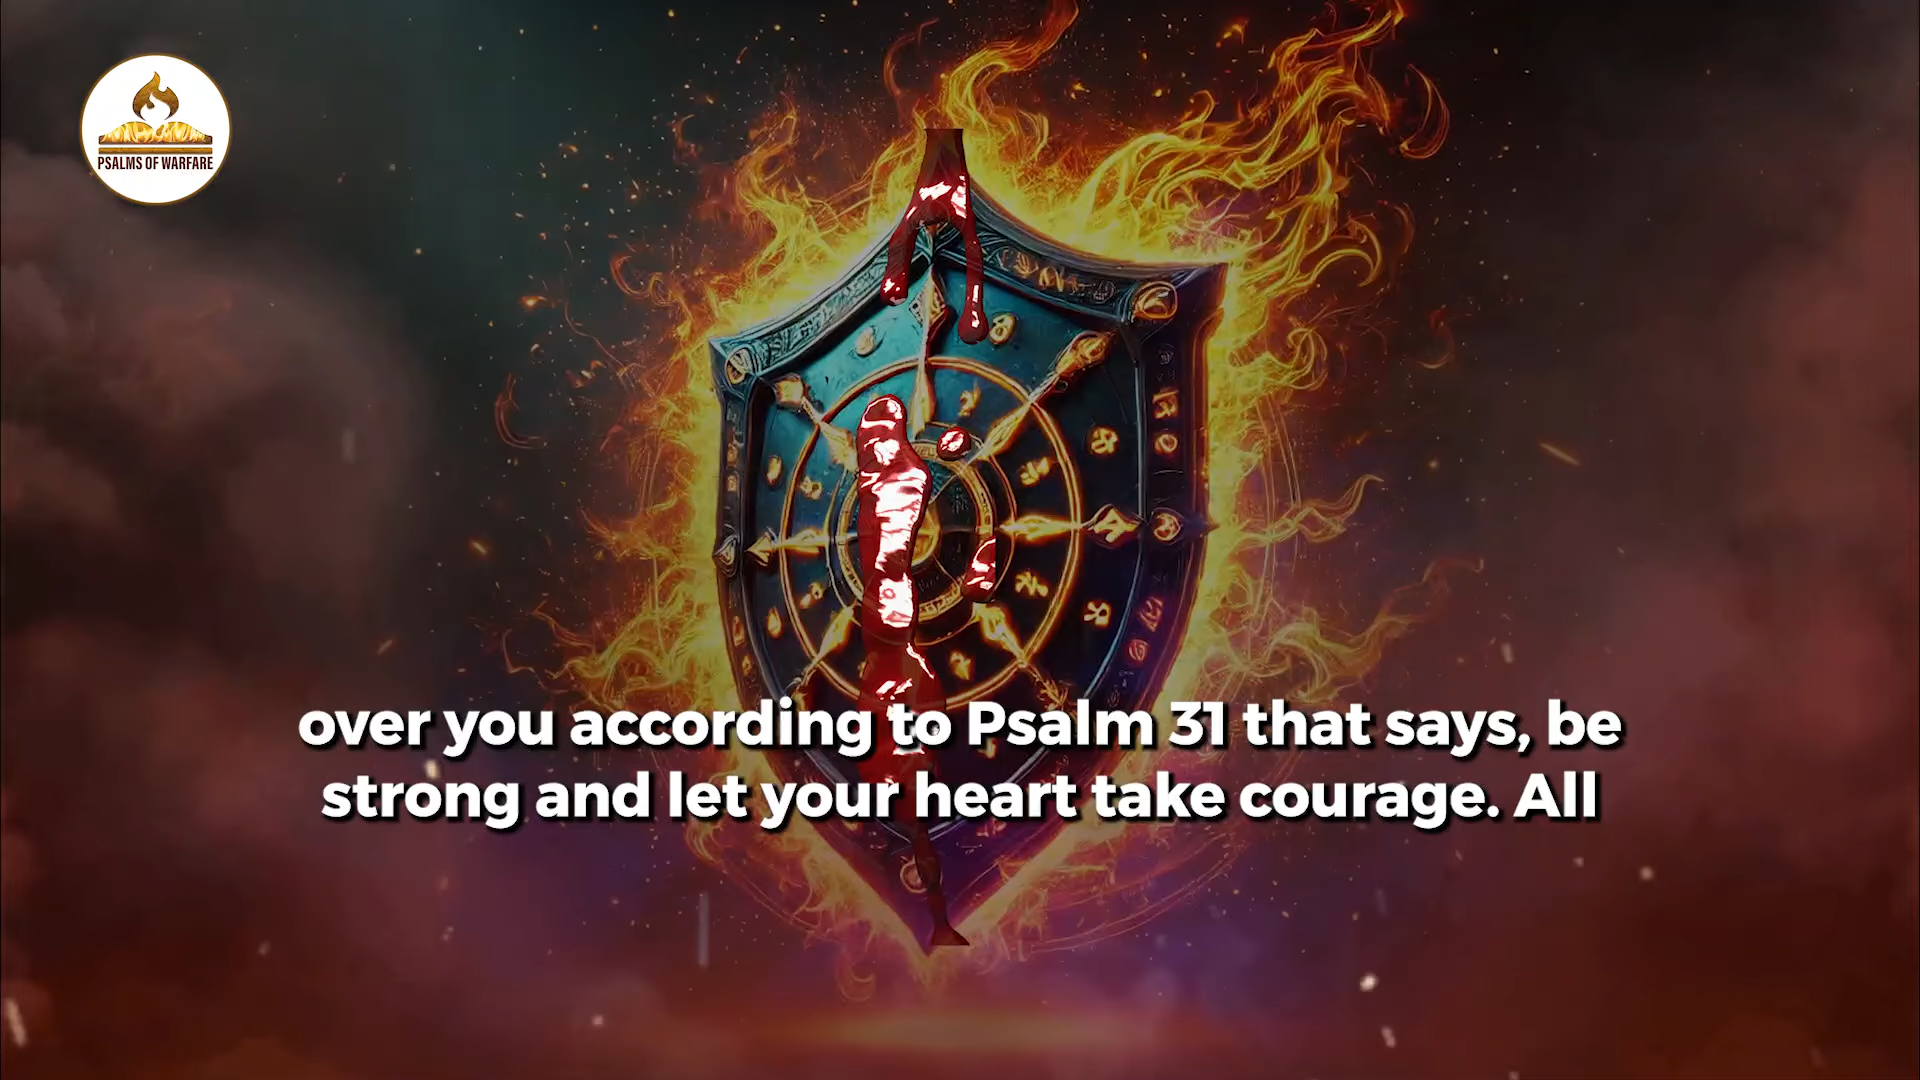 PSALMS OF WARFARE
over you according to Psalm 31 that says, be
strong and let your heart take courage. All